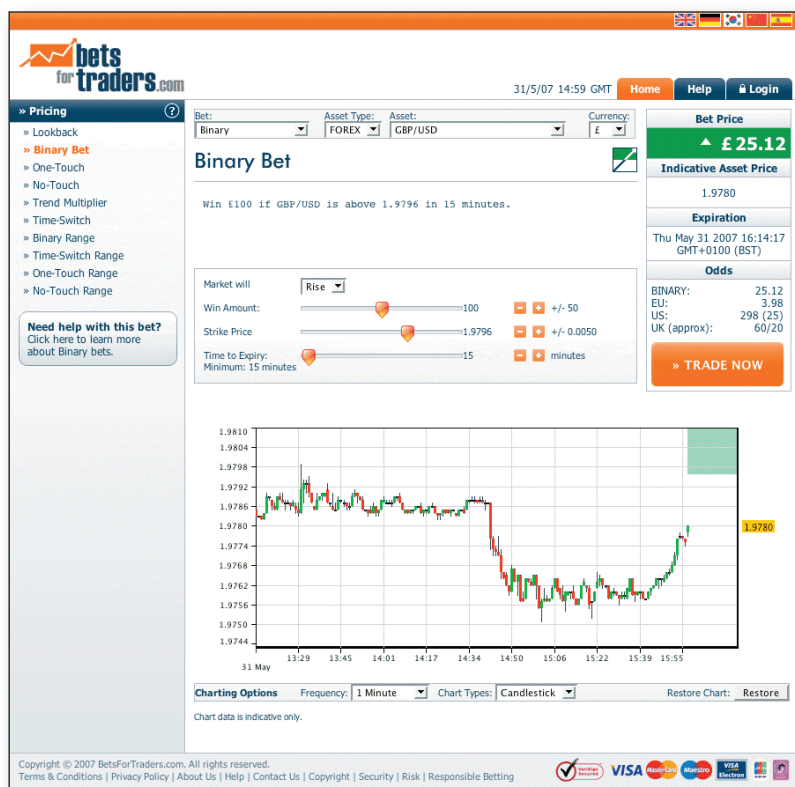 bets
for traders.com
31/5/07 14:59 GMT
Home
Help
Login
» Pricing
?
» Lookback
» Binary Bet
» One-Touch
» No-Touch
» Trend Multiplier
» Time-Switch
» Binary Range
» Time-Switch Range
» One-Touch Range
» No-Touch Range
Need help with this bet?
Click here to learn more
about Binary bets.
Bet: Asset Type: Asset: Currency:
Binary FOREX GBP/USD £
Binary Bet
Win £100 if GBP/USD is above 1.9796 in 15 minutes.
Market will Rise
Win Amount: 100 - + +/- 50
Strike Price 1.9796 - + +/- 0.0050
Time to Expiry: 15 - + minutes
Minimum: 15 minutes
Bet Price
£25.12
Indicative Asset Price
1.9780
Expiration
Thu May 31 2007 16:14:17
GMT+0100 (BST)
Odds
BINARY: 25.12
EU: 3.98
US: 298 (25)
UK (approx): 60/20
» TRADE NOW
1.9810
1.9804
1.9798
1.9792
1.9786
1.9780
1.9774
1.9768
1.9762
1.9756
1.9750
1.9744
1.9780
13:29 13:45 14:01 14:17 14:34 14:50 15:06 15:22 15:39 15:55
31 May
Charting Options Frequency: 1 Minute Chart Types: Candlestick Restore Chart: Restore
Chart data is indicative only.
Copyright © 2007 BetsForTraders.com. All rights reserved.
Terms & Conditions | Privacy Policy | About Us | Help | Contact Us | Copyright | Security | Risk | Responsible Betting
VeriSign Secured
VISA
MasterCard
Maestro
VISA
Electron